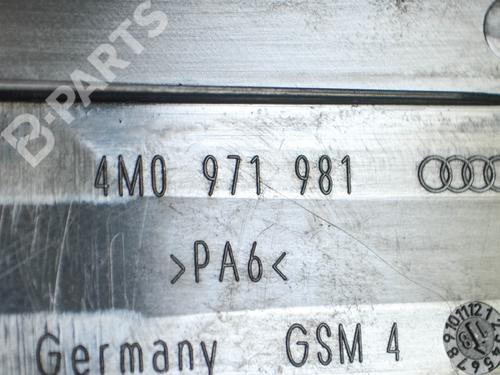 B-PARTS
4M0 971 981
>PA6<
Germany GSM 4